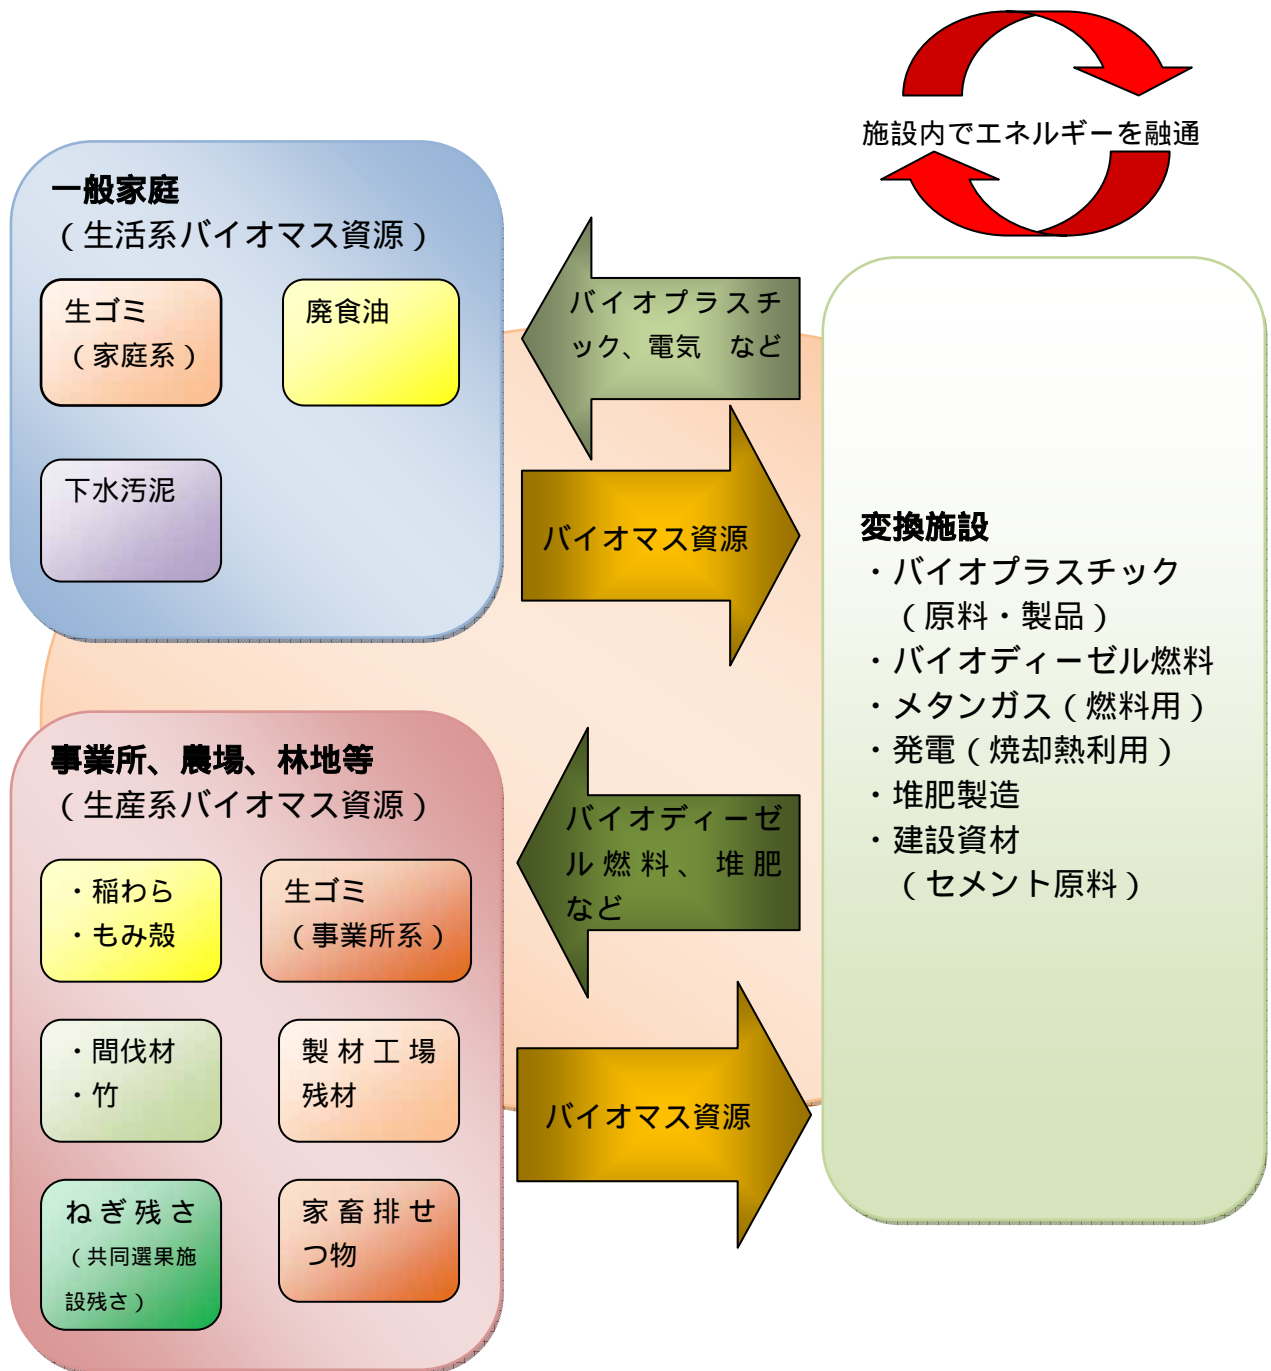 施設内でエネルギーを融通
一般家庭
（生活系バイオマス資源）
生ゴミ
（家庭系）
廃食油
下水汚泥
バイオプラスチ
ック、電気　など
バイオマス資源
事業所、農場、林地等
（生産系バイオマス資源）
・稲わら
・もみ殻
生ゴミ
（事業所系）
・間伐材
・竹
製材工場
残材
ねぎ残さ
（共同選果施
設残さ）
家畜排せ
つ物
バイオディーゼ
ル燃料、堆肥
など
バイオマス資源
変換施設
・バイオプラスチック
（原料・製品）
・バイオディーゼル燃料
・メタンガス（燃料用）
・発電（焼却熱利用）
・堆肥製造
・建設資材
（セメント原料）